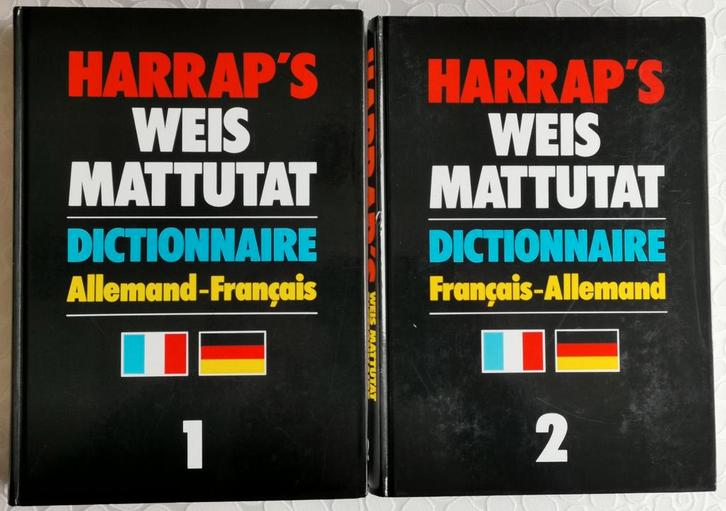 HARRAP'S
WEIS
MATTUTAT
DICTIONNAIRE
Allemand-Français
1
HARRAP'S
WEIS MATTUTAT
HARRAP'S
WEIS
MATTUTAT
DICTIONNAIRE
Français-Allemand
2